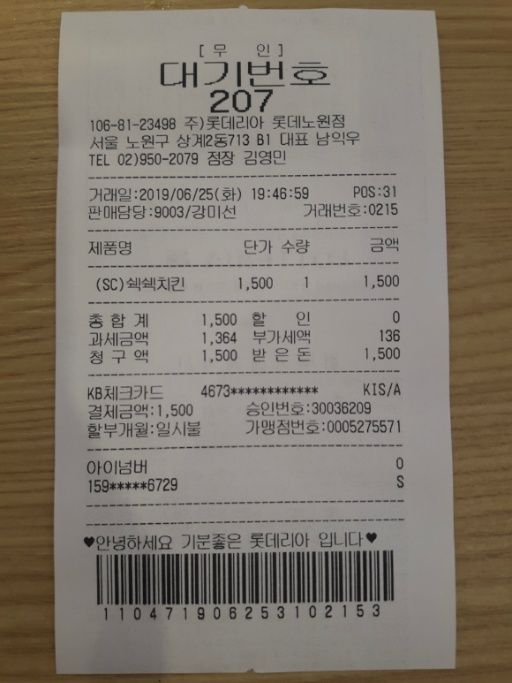 [무 인]
대기번호
207
106-81-23498 주)롯데리아 롯데노원점
서울 노원구 상계2동713 B1 대표 남익우
TEL 02)950-2079 점장 김영민
거래일:2019/06/25(화) 19:46:59 POS:31
판매담당:9003/강미선 거래번호:0215
제품명 단가 수량 금액
(SC)쉑쉑치킨 1,500 1 1,500
총 합 계 1,500 할 인 0
과세금액 1,364 부가세액 136
청 구 액 1,500 받 은 돈 1,500
KB체크카드 4673************ KIS/A
결제금액:1,500 승인번호:30036209
할부개월:일시불 가맹점번호:0005275571
아이넘버 0
159*****6729 S
♥안녕하세요 기분좋은 롯데리아 입니다♥
110471906253102153